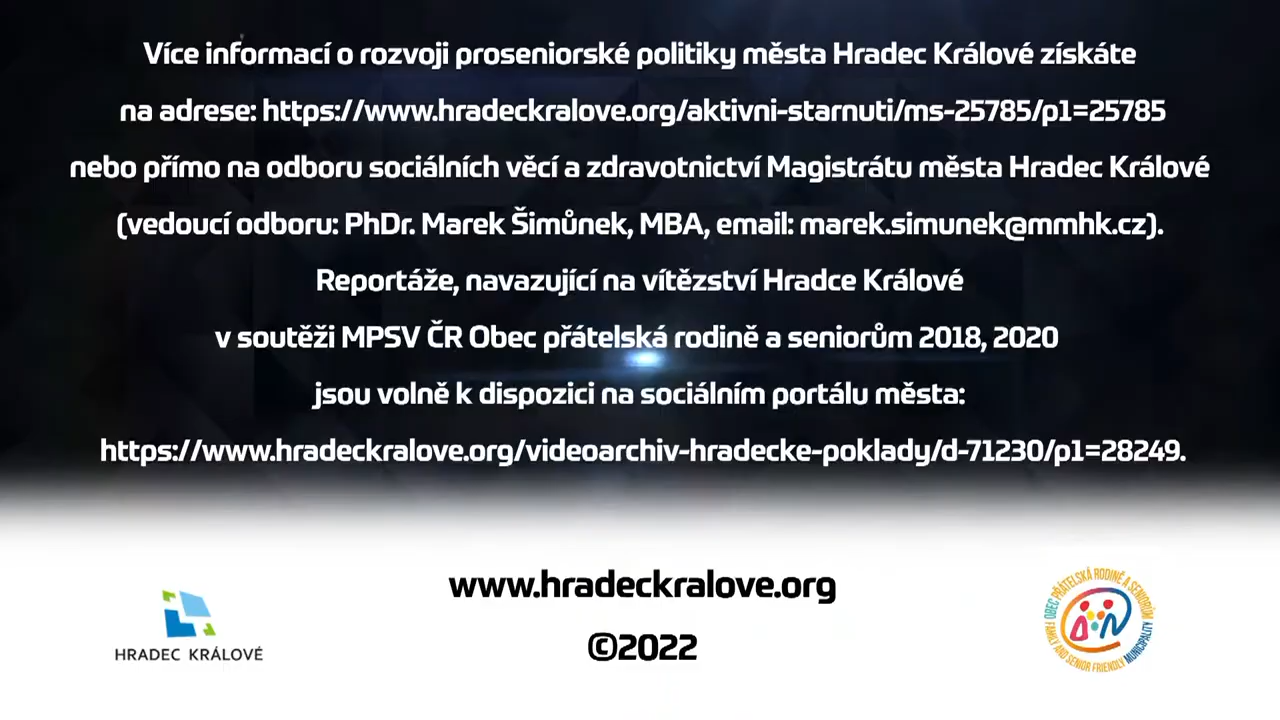 Více informací o rozvoji proseniorské politiky města Hradec Králové získáte
na adrese: https://www.hradeckralove.org/aktivni-starnuti/ms-25785/p1=25785
nebo přímo na odboru sociálních věcí a zdravotnictví Magistrátu města Hradec Králové
(vedoucí odboru: PhDr. Marek Šimůnek, MBA, email: marek.simunek@mmhk.cz).
Reportáže, navazující na vítězství Hradce Králové
v soutěži MPSV ČR Obec přátelská rodině a seniorům 2018, 2020
jsou volně k dispozici na sociálním portálu města:
https://www.hradeckralove.org/videoarchiv-hradecke-poklady/d-71230/p1=28249.
www.hradeckralove.org
©2022
HRADEC KRÁLOVÉ
OBEC PŘÁTELSKÁ RODINĚ A SENIORŮM
FAMILY AND SENIOR FRIENDLY MUNICIPALITY